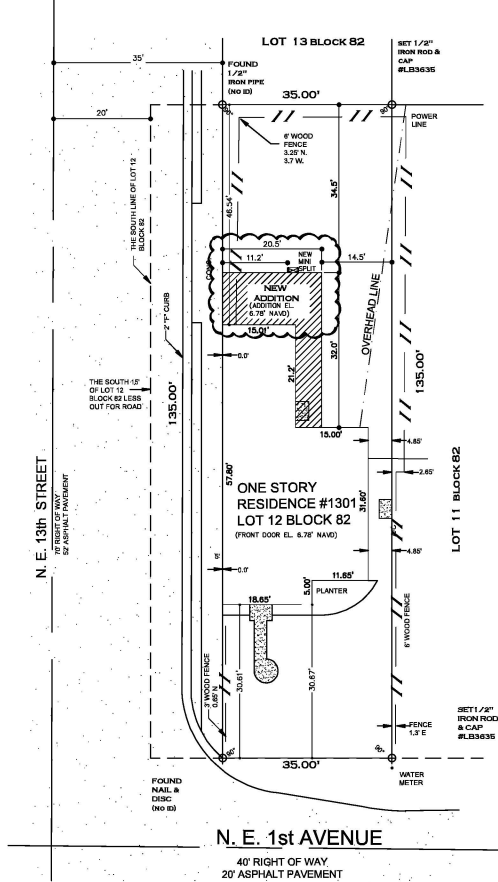 LOT 13 BLOCK 82
SET 1/2"
IRON ROD &
CAP
#LB3635
35'
FOUND
1/2"
IRON PIPE
(NO ID)
35.00'
90°
90°
20'
POWER
LINE
6' WOOD
FENCE
3.25' N.
3.7 W.
THE SOUTH LINE OF LOT 12
BLOCK 82
46.54'
34.5'
20.5'
11.2'
NEW
MINI
SPLIT
14.5'
NEW
ADDITION
(ADDITION EL.
6.78' NAVD)
15.01'
OVERHEAD LINE
2' "F" CURB
0.0'
32.0'
21.2'
135.00'
THE SOUTH 15'
OF LOT 12
BLOCK 82 LESS
OUT FOR ROAD
135.00'
15.00'
4.85'
2.65'
57.80'
ONE STORY
RESIDENCE #1301
LOT 12 BLOCK 82
(FRONT DOOR EL. 6.78' NAVD)
31.60'
LOT 11 BLOCK 82
N. E. 13th STREET
70' RIGHT OF WAY
52' ASPHALT PAVEMENT
4.85'
0.0'
5.00'
11.65'
PLANTER
18.65'
6' WOOD FENCE
30.61'
30.67'
3' WOOD FENCE
0.65' N
SET 1/2"
IRON ROD
& CAP
#LB3635
FENCE
1.3' E
90°
90°
35.00'
FOUND
NAIL &
DISC
(NO ID)
WATER
METER
N. E. 1st AVENUE
40' RIGHT OF WAY
20' ASPHALT PAVEMENT